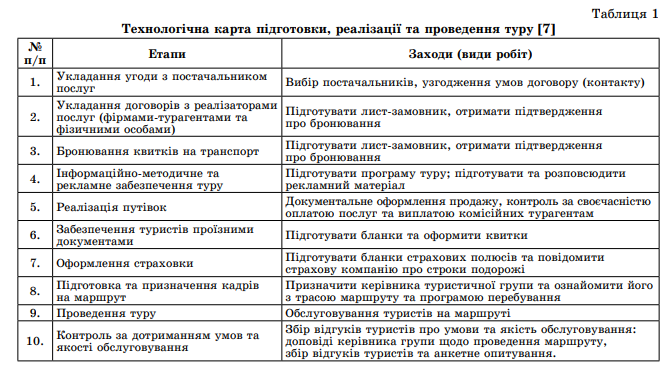 Таблиця 1
Технологічна карта підготовки, реалізації та проведення туру [7]
№
п/п
Етапи
Заходи (види робіт)
1.
Укладання угоди з постачальником
послуг
Вибір постачальників, узгодження умов договору (контакту)
2.
Укладання договорів з реалізаторами
послуг (фірмами-турагентами та
фізичними особами)
Підготувати лист-замовник, отримати підтвердження
про бронювання
3.
Бронювання квитків на транспорт
Підготувати лист-замовник, отримати підтвердження
про бронювання
4.
Інформаційно-методичне та
рекламне забезпечення туру
Підготувати програму туру; підготувати та розповсюдити
рекламний матеріал
5.
Реалізація путівок
Документальне оформлення продажу, контроль за своєчасністю
оплатою послуг та виплатою комісійних турагентам
6.
Забезпечення туристів проїзними
документами
Підготувати бланки та оформити квитки
7.
Оформлення страховки
Підготувати бланки страхових полюсів та повідомити
страхову компанію про строки подорожі
8.
Підготовка та призначення кадрів
на маршрут
Призначити керівника туристичної групи та ознайомити його
з трасою маршруту та програмою перебування
9.
Проведення туру
Обслуговування туристів на маршруті
10.
Контроль за дотриманням умов та
якості обслуговування
Збір відгуків туристів про умови та якість обслуговування:
доповіді керівника групи щодо проведення маршруту,
збір відгуків туристів та анкетне опитування.